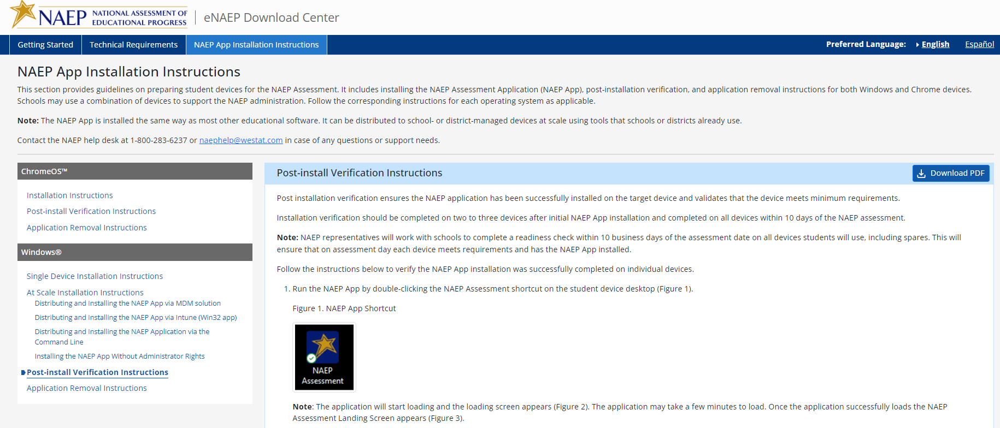 NAEP NATIONAL ASSESSMENT OF
EDUCATIONAL PROGRESS
eNAEP Download Center
Getting Started
Technical Requirements
NAEP App Installation Instructions
Preferred Language:
English
Español
NAEP App Installation Instructions
This section provides guidelines on preparing student devices for the NAEP Assessment. It includes installing the NAEP Assessment Application (NAEP App), post-installation verification, and application removal instructions for both Windows and Chrome devices.
Schools may use a combination of devices to support the NAEP administration. Follow the corresponding instructions for each operating system as applicable.
Note: The NAEP App is installed the same way as most other educational software. It can be distributed to school- or district-managed devices at scale using tools that schools or districts already use.
Contact the NAEP help desk at 1-800-283-6237 or naephelp@westat.com in case of any questions or support needs.
ChromeOS™
Installation Instructions
Post-install Verification Instructions
Application Removal Instructions
Windows®
Single Device Installation Instructions
At Scale Installation Instructions
Distributing and Installing the NAEP App via MDM solution
Distributing and Installing the NAEP App via Intune (Win32 app)
Distributing and Installing the NAEP Application via the
Command Line
Installing the NAEP App Without Administrator Rights
Post-install Verification Instructions
Application Removal Instructions
Post-install Verification Instructions
Download PDF
Post installation verification ensures the NAEP application has been successfully installed on the target device and validates that the device meets minimum requirements.
Installation verification should be completed on two to three devices after initial NAEP App installation and completed on all devices within 10 days of the NAEP assessment.
Note: NAEP representatives will work with schools to complete a readiness check within 10 business days of the assessment date on all devices students will use, including spares. This will
ensure that on assessment day each device meets requirements and has the NAEP App installed.
Follow the instructions below to verify the NAEP App installation was successfully completed on individual devices.
1. Run the NAEP App by double-clicking the NAEP Assessment shortcut on the student device desktop (Figure 1).
Figure 1. NAEP App Shortcut
NAEP
Assessment
Note: The application will start loading and the loading screen appears (Figure 2). The application may take a few minutes to load. Once the application successfully loads the NAEP
Assessment Landing Screen appears (Figure 3).